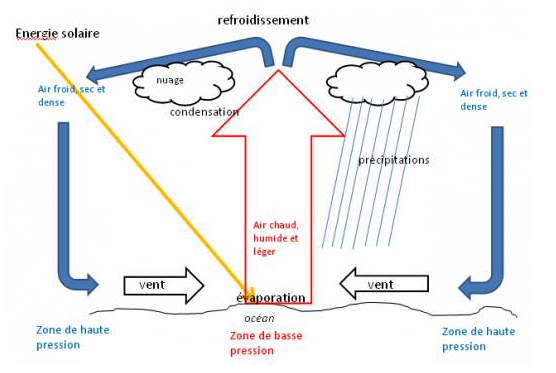 refroidissement
Energie solaire
nuage
Air froid, sec et
dense
Air froid, sec et
dense
condensation
précipitations
Air chaud,
humide et
léger
vent
vent
évaporation
océan
Zone de haute
pression
Zone de basse
pression
Zone de haute
pression